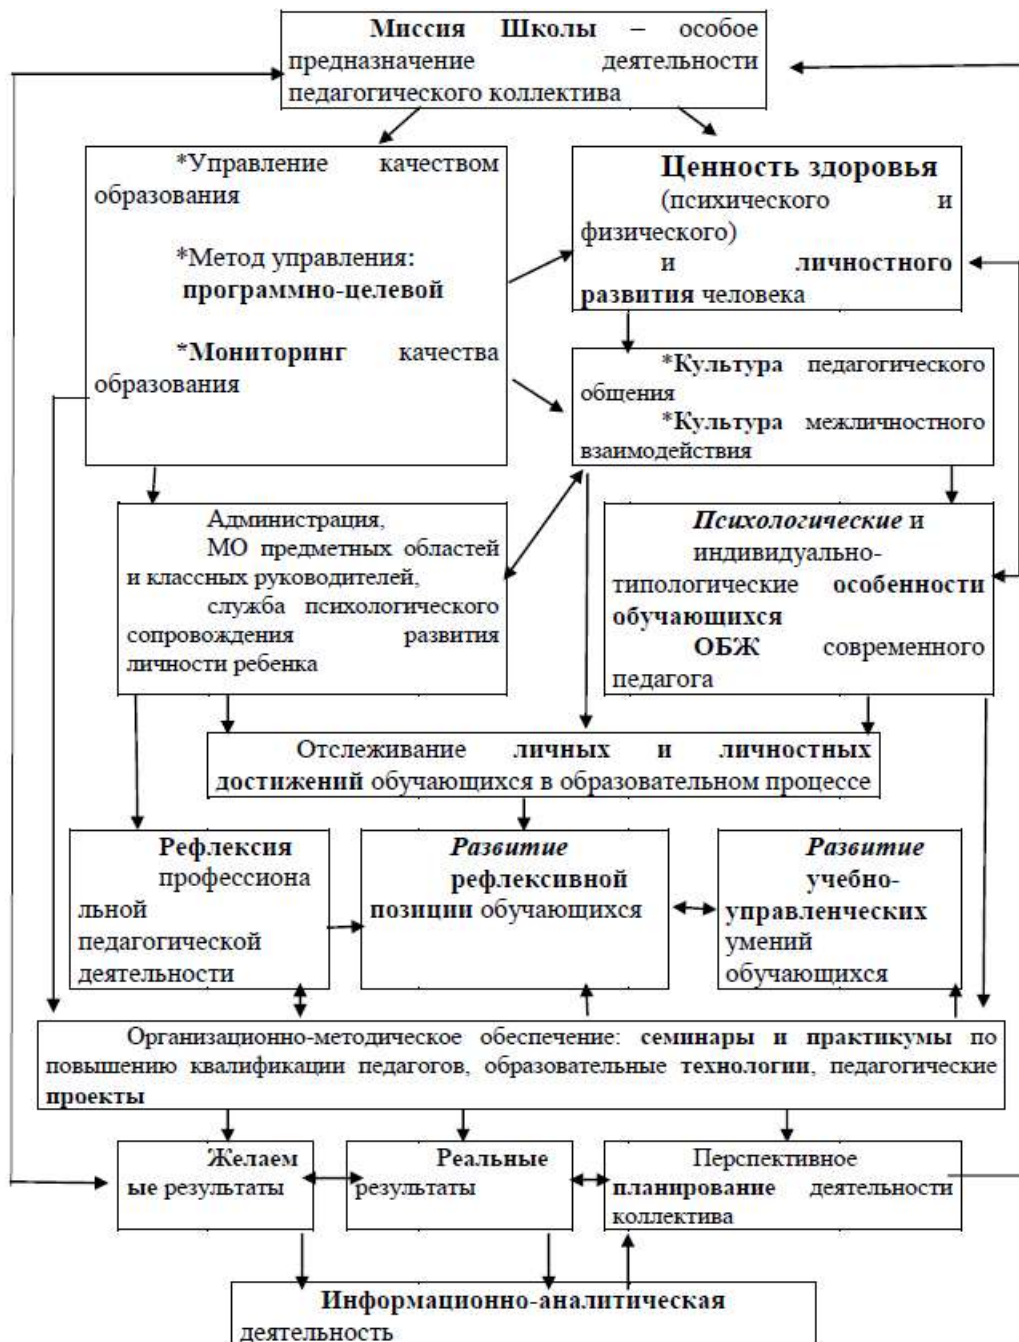 Миссия Школы – особое
предназначение деятельности
педагогического коллектива
*Управление качеством
образования
*Метод управления:
программно-целевой
*Мониторинг качества
образования
Ценность здоровья
(психического и
физического)
и личностного
развития человека
*Культура педагогического
общения
*Культура межличностного
взаимодействия
Администрация,
МО предметных областей
и классных руководителей,
служба психологического
сопровождения развития
личности ребенка
Психологические и
индивидуально-
типологические особенности
обучающихся
ОБЖ современного
педагога
Отслеживание личных и личностных
достижений обучающихся в образовательном процессе
Рефлексия
профессиона
льной
педагогической
деятельности
Развитие
рефлексивной
позиции обучающихся
Развитие
учебно-
управленческих
умений
обучающихся
Организационно-методическое обеспечение: семинары и практикумы по
повышению квалификации педагогов, образовательные технологии, педагогические
проекты
Желаем
ые результаты
Реальные
результаты
Перспективное
планирование деятельности
коллектива
Информационно-аналитическая
деятельность